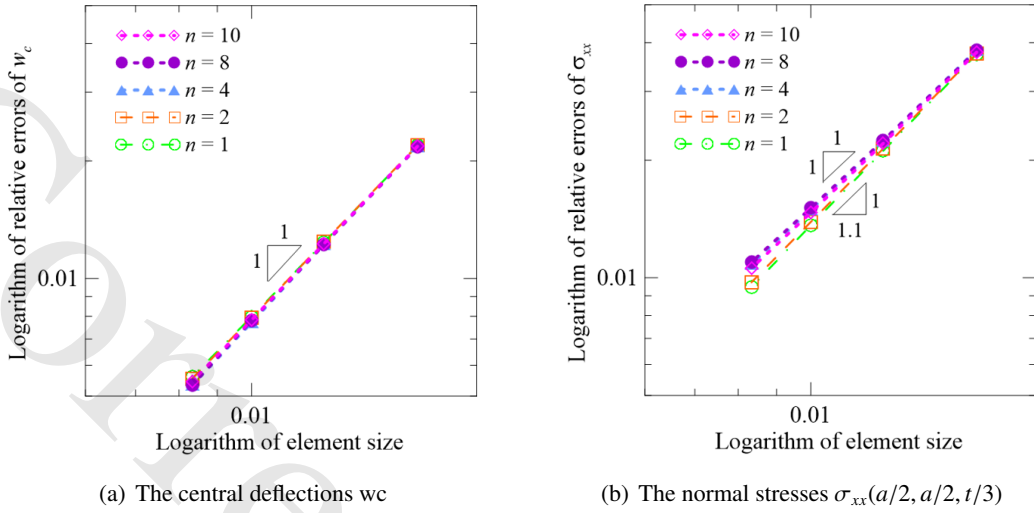 Logarithm of relative errors of w_c
n = 10
n = 8
n = 4
n = 2
n = 1
1
1
0.01
0.01
Logarithm of element size
(a) The central deflections wc
Logarithm of relative errors of σ_xx
n = 10
n = 8
n = 4
n = 2
n = 1
1
1
1
1.1
0.01
0.01
Logarithm of element size
(b) The normal stresses σ_xx(a/2, a/2, t/3)
Corre